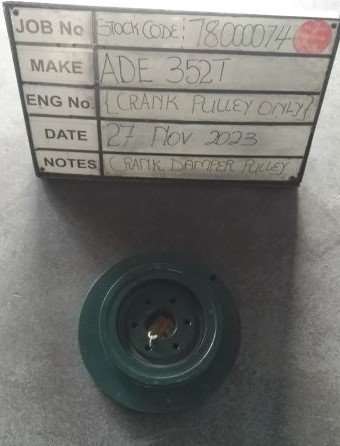 JOB No STOCK CODE: 78000074
MAKE ADE 352T
ENG No. {CRANK PULLEY ONLY}
DATE 27 Nov 2023
NOTES (CRANK DAMPER PULLEY